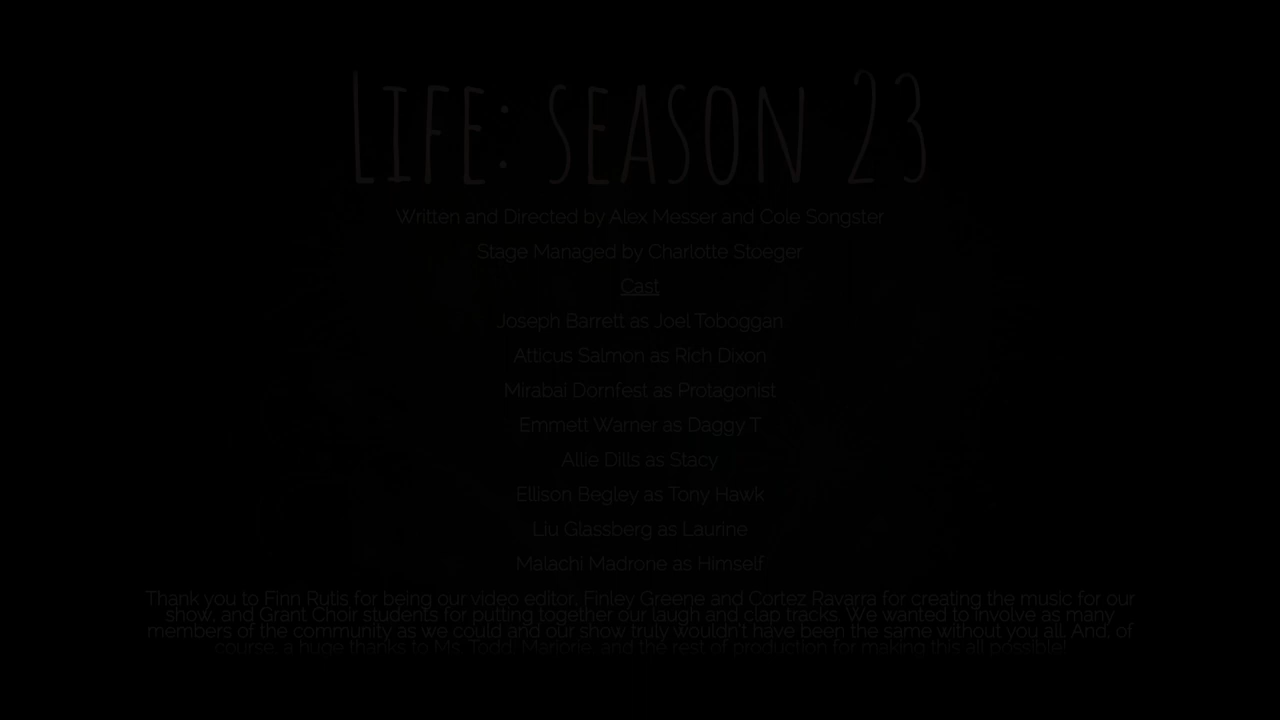 Life: season 23
Written and Directed by Alex Messer and Cole Songster
Stage Managed by Charlotte Stoeger
Cast
Joseph Barrett as Joel Toboggan
Atticus Salmon as Rich Dixon
Mirabai Dornfest as Protagonist
Emmett Warner as Daggy T
Allie Dills as Stacy
Ellison Begley as Tony Hawk
Liu Glassberg as Laurine
Malachi Madrone as Himself
Thank you to Finn Rutis for being our video editor, Finley Greene and Cortez Ravarra for creating the music for our
show, and Grant Choir students for putting together our laugh and clap tracks. We wanted to involve as many
members of the community as we could and our show truly wouldn't have been the same without you all. And, of
course, a huge thanks to Ms. Todd, Marjorie, and the rest of production for making this all possible!